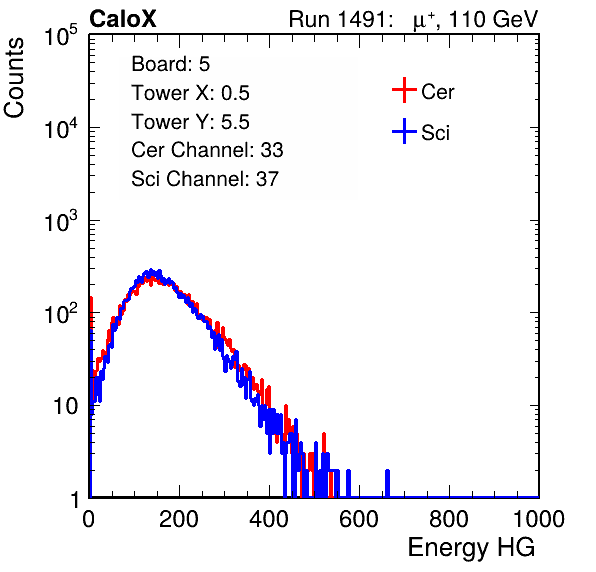 CaloX Run 1491: μ⁺, 110 GeV
Counts
10⁵
10⁴
10³
10²
10
1
Board: 5
Tower X: 0.5
Tower Y: 5.5
Cer Channel: 33
Sci Channel: 37
Cer
Sci
0 200 400 600 800 1000
Energy HG